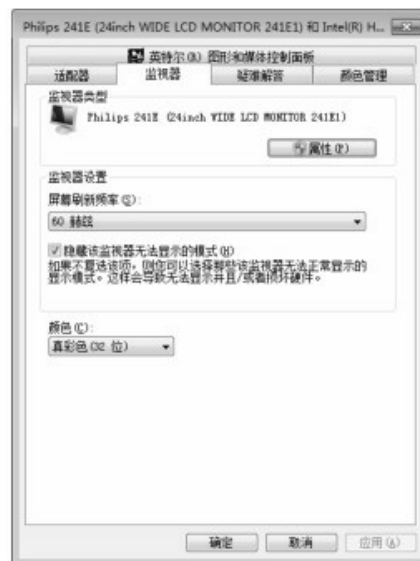 Philips 241E (24inch WIDE LCD MONITOR 241E1) 和 Intel(R) H...
英特尔(R) 图形和媒体控制面板
适配器 监视器 疑难解答 颜色管理
监视器类型
Philips 241E (24inch WIDE LCD MONITOR 241E1)
属性(P)
监视器设置
屏幕刷新频率(S):
60 赫兹
隐藏该监视器无法显示的模式(H)
如果不复选该项，则您可以选择那些该监视器无法正常显示的
显示模式。这样会导致无法显示并且/或者损坏硬件。
颜色(C):
真彩色(32 位)
确定 取消 应用(A)